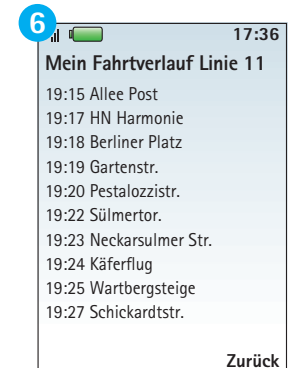 6
17:36
Mein Fahrtverlauf Linie 11
19:15 Allee Post
19:17 HN Harmonie
19:18 Berliner Platz
19:19 Gartenstr.
19:20 Pestalozzistr.
19:22 Sülmertor.
19:23 Neckarsulmer Str.
19:24 Käferflug
19:25 Wartbergsteige
19:27 Schickardtstr.
Zurück